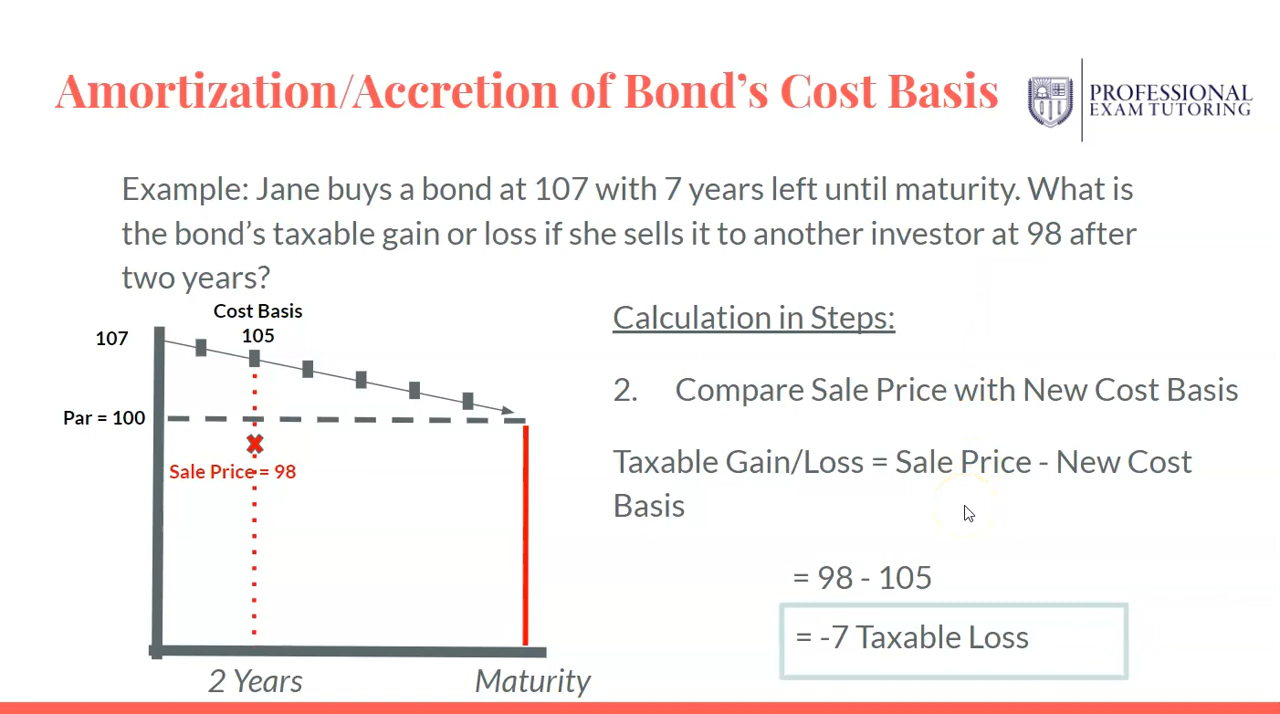 Amortization/Accretion of Bond's Cost Basis
PROFESSIONAL
EXAM TUTORING
Example: Jane buys a bond at 107 with 7 years left until maturity. What is
the bond's taxable gain or loss if she sells it to another investor at 98 after
two years?
Cost Basis
105
107
Par = 100
Sale Price = 98
2 Years
Maturity
Calculation in Steps:
2. Compare Sale Price with New Cost Basis
Taxable Gain/Loss = Sale Price - New Cost
Basis
= 98 - 105
= -7 Taxable Loss